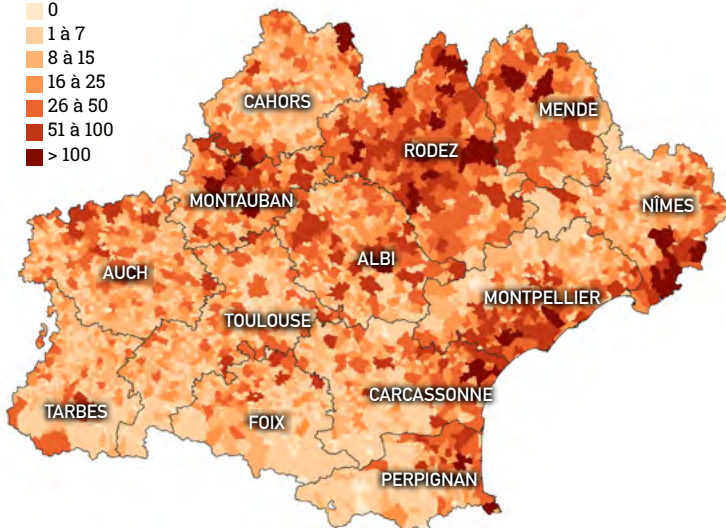 0
1 à 7
8 à 15
16 à 25
26 à 50
51 à 100
> 100
CAHORS
MENDE
RODEZ
MONTAUBAN
NÎMES
ALBI
AUCH
MONTPELLIER
TOULOUSE
CARCASSONNE
TARBES
FOIX
PERPIGNAN